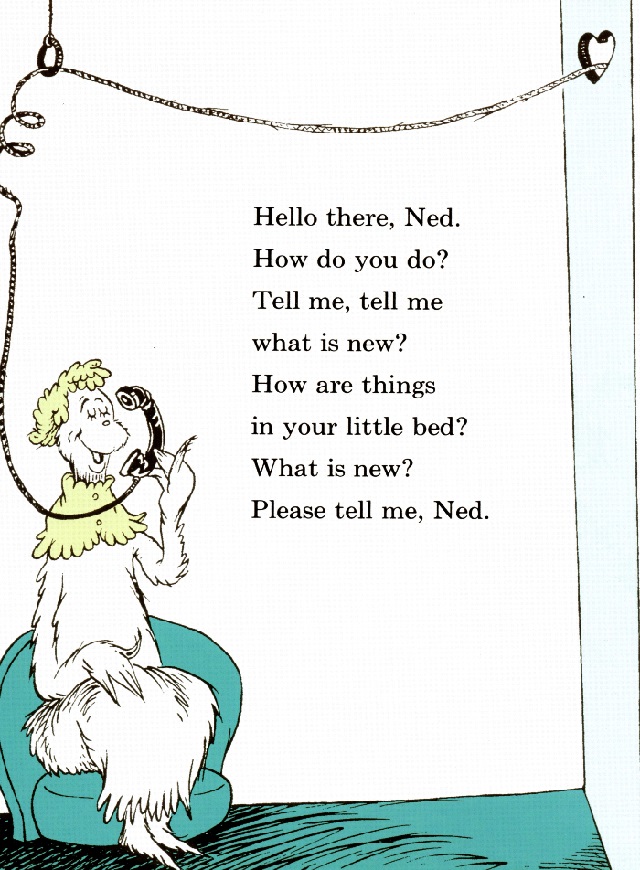 Hello there, Ned.
How do you do?
Tell me, tell me
what is new?
How are things
in your little bed?
What is new?
Please tell me, Ned.